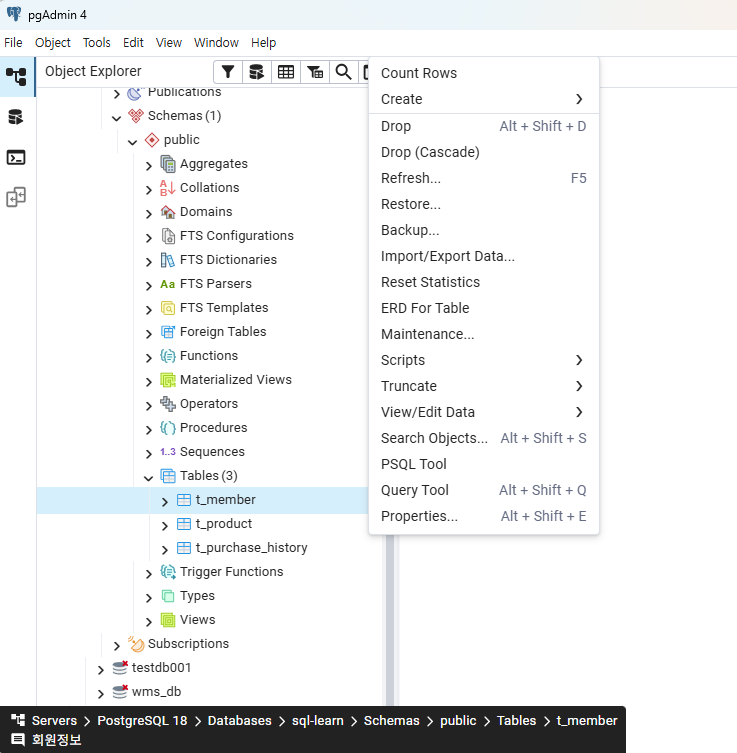 pgAdmin 4
File Object Tools Edit View Window Help
Object Explorer
Publications
Schemas (1)
public
Aggregates
Collations
Domains
FTS Configurations
FTS Dictionaries
Aa FTS Parsers
FTS Templates
Foreign Tables
Functions
Materialized Views
Operators
Procedures
1..3 Sequences
Tables (3)
t_member
t_product
t_purchase_history
Trigger Functions
Types
Views
Subscriptions
testdb001
wms_db
Count Rows
Create
Drop Alt + Shift + D
Drop (Cascade)
Refresh... F5
Restore...
Backup...
Import/Export Data...
Reset Statistics
ERD For Table
Maintenance...
Scripts
Truncate
View/Edit Data
Search Objects... Alt + Shift + S
PSQL Tool
Query Tool Alt + Shift + Q
Properties... Alt + Shift + E
Servers > PostgreSQL 18 > Databases > sql-learn > Schemas > public > Tables > t_member
회원정보